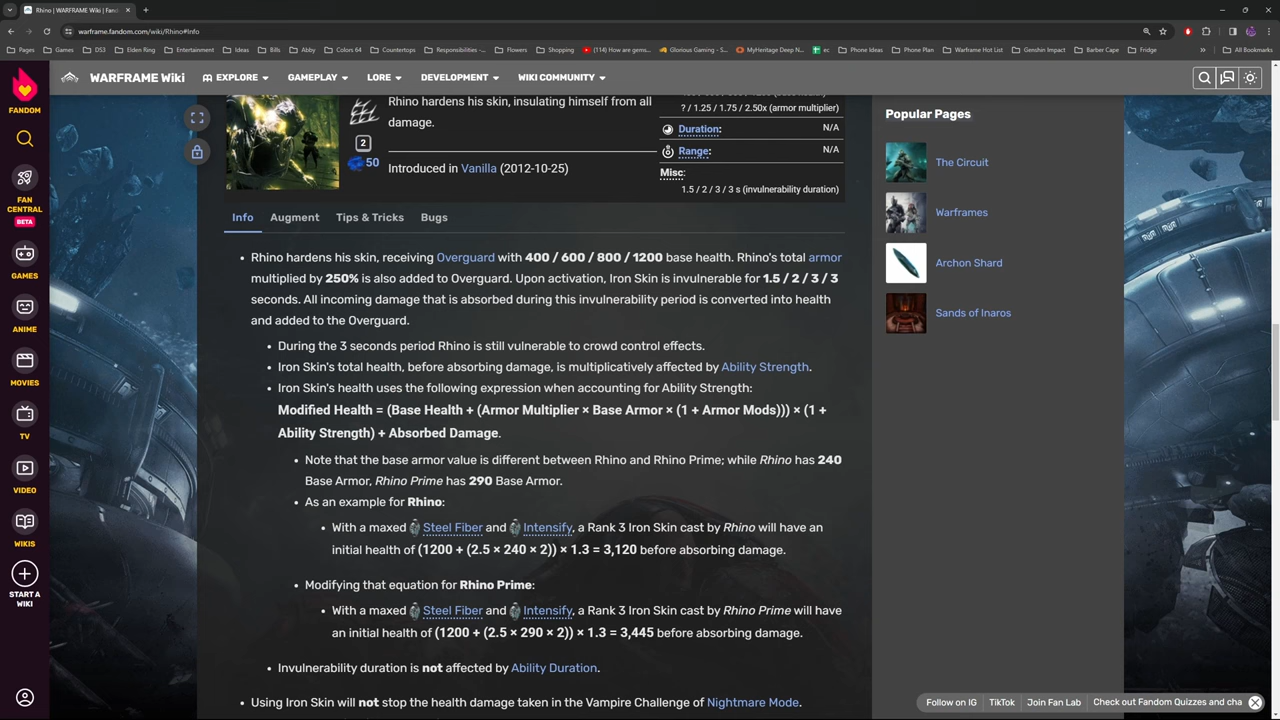 Rhino | WARFRAME Wiki | Fandom
warframe.fandom.com/wiki/Rhino#Info
Pages Games DS3 Elden Ring Entertainment Ideas Bills Abby Colors 64 Countertops Responsibilities -... Flowers Shopping (114) How are gems... Glorious Gaming - S... MyHeritage Deep N... ec Phone Ideas Phone Plan Warframe Hot List Genshin Impact Barber Cape Fridge » All Bookmarks
WARFRAME Wiki EXPLORE GAMEPLAY LORE DEVELOPMENT WIKI COMMUNITY
FANDOM
FAN CENTRAL
BETA
GAMES
ANIME
MOVIES
TV
VIDEO
WIKIS
START A WIKI
Rhino hardens his skin, insulating himself from all
damage.
2
50
Introduced in Vanilla (2012-10-25)
? / 1.25 / 1.75 / 2.50x (armor multiplier)
Duration: N/A
Range: N/A
Misc:
1.5 / 2 / 3 / 3 s (invulnerability duration)
Info Augment Tips & Tricks Bugs
Rhino hardens his skin, receiving Overguard with 400 / 600 / 800 / 1200 base health. Rhino's total armor
multiplied by 250% is also added to Overguard. Upon activation, Iron Skin is invulnerable for 1.5 / 2 / 3 / 3
seconds. All incoming damage that is absorbed during this invulnerability period is converted into health
and added to the Overguard.
During the 3 seconds period Rhino is still vulnerable to crowd control effects.
Iron Skin's total health, before absorbing damage, is multiplicatively affected by Ability Strength.
Iron Skin's health uses the following expression when accounting for Ability Strength:
Modified Health = (Base Health + (Armor Multiplier × Base Armor × (1 + Armor Mods))) × (1 +
Ability Strength) + Absorbed Damage.
Note that the base armor value is different between Rhino and Rhino Prime; while Rhino has 240
Base Armor, Rhino Prime has 290 Base Armor.
As an example for Rhino:
With a maxed Steel Fiber and Intensify, a Rank 3 Iron Skin cast by Rhino will have an
initial health of (1200 + (2.5 × 240 × 2)) × 1.3 = 3,120 before absorbing damage.
Modifying that equation for Rhino Prime:
With a maxed Steel Fiber and Intensify, a Rank 3 Iron Skin cast by Rhino Prime will have
an initial health of (1200 + (2.5 × 290 × 2)) × 1.3 = 3,445 before absorbing damage.
Invulnerability duration is not affected by Ability Duration.
Using Iron Skin will not stop the health damage taken in the Vampire Challenge of Nightmare Mode.
Popular Pages
The Circuit
Warframes
Archon Shard
Sands of Inaros
Follow on IG TikTok Join Fan Lab Check out Fandom Quizzes and cha